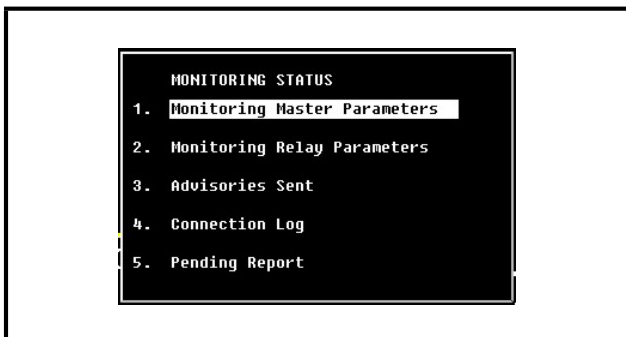 MONITORING STATUS
1. Monitoring Master Parameters
2. Monitoring Relay Parameters
3. Advisories Sent
4. Connection Log
5. Pending Report